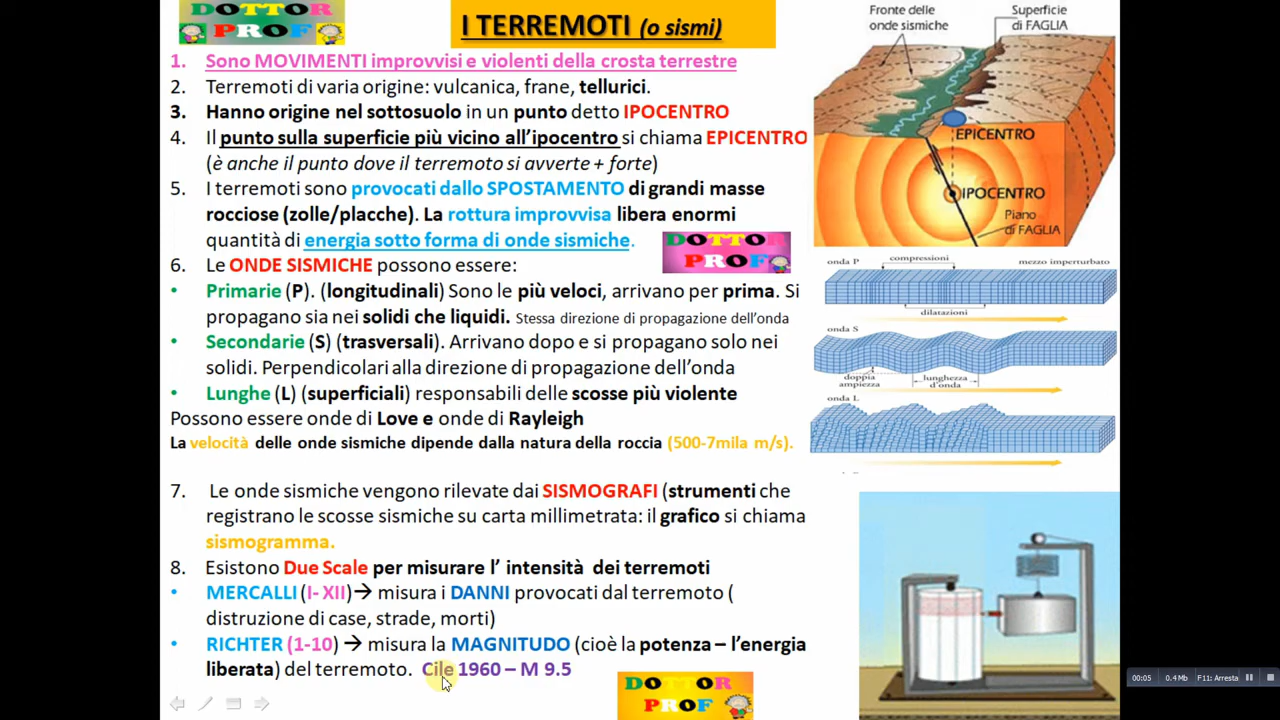 DOTTOR
PROF
I TERREMOTI (o sismi)
1. Sono MOVIMENTI improvvisi e violenti della crosta terrestre
2. Terremoti di varia origine: vulcanica, frane, tellurici.
3. Hanno origine nel sottosuolo in un punto detto IPOCENTRO
4. Il punto sulla superficie più vicino all'ipocentro si chiama EPICENTRO
(è anche il punto dove il terremoto si avverte + forte)
5. I terremoti sono provocati dallo SPOSTAMENTO di grandi masse
rocciose (zolle/placche). La rottura improvvisa libera enormi
quantità di energia sotto forma di onde sismiche.
DOTTOR
PROF
6. Le ONDE SISMICHE possono essere:
• Primarie (P). (longitudinali) Sono le più veloci, arrivano per prima. Si
propagano sia nei solidi che liquidi. Stessa direzione di propagazione dell'onda
• Secondarie (S) (trasversali). Arrivano dopo e si propagano solo nei
solidi. Perpendicolari alla direzione di propagazione dell'onda
• Lunghe (L) (superficiali) responsabili delle scosse più violente
Possono essere onde di Love e onde di Rayleigh
La velocità delle onde sismiche dipende dalla natura della roccia (500-7mila m/s).
7. Le onde sismiche vengono rilevate dai SISMOGRAFI (strumenti che
registrano le scosse sismiche su carta millimetrata: il grafico si chiama
sismogramma.
8. Esistono Due Scale per misurare l' intensità dei terremoti
• MERCALLI (I- XII)→ misura i DANNI provocati dal terremoto (
distruzione di case, strade, morti)
• RICHTER (1-10) → misura la MAGNITUDO (cioè la potenza – l'energia
liberata) del terremoto. Cile 1960 – M 9.5
DOTTOR
PROF
Fronte delle
onde sismiche
Superficie
di FAGLIA
EPICENTRO
IPOCENTRO
Piano
di FAGLIA
onda P
compressioni
mezzo imperturbato
dilatazioni
onda S
doppia
ampiezza
lunghezza
d'onda
onda L
00:05 0.4 Mb F11: Arresta